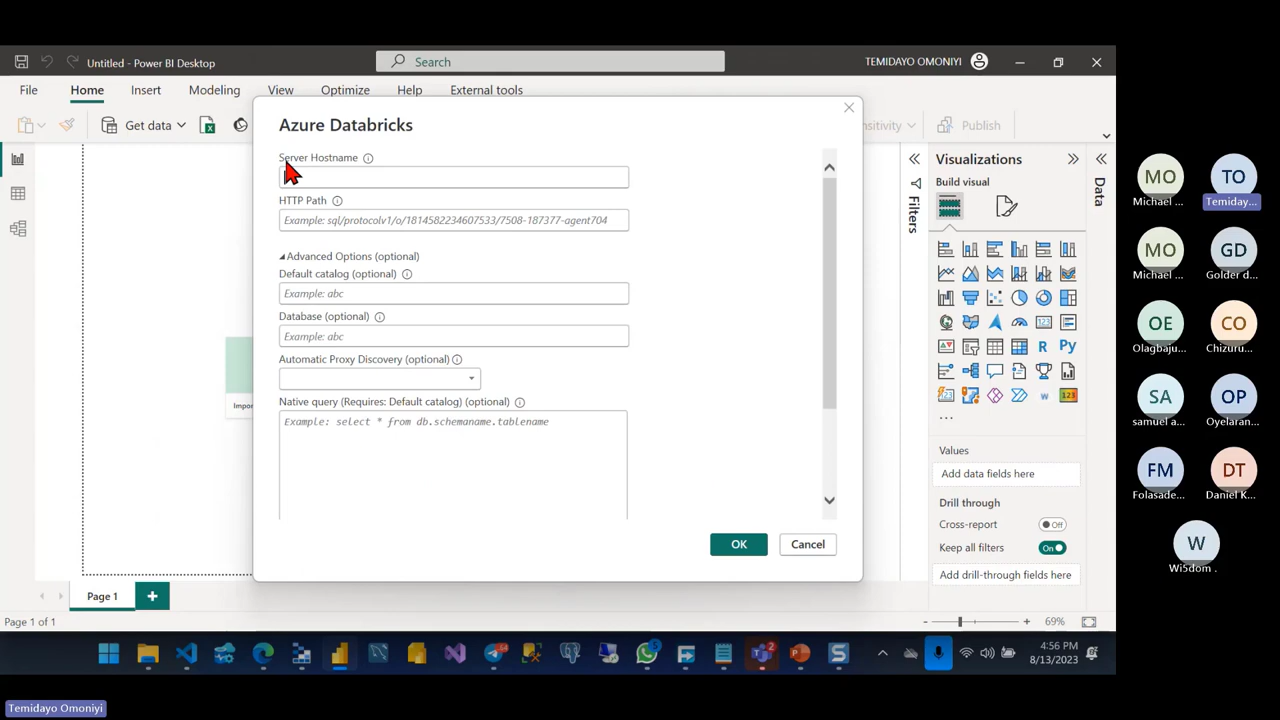 Untitled - Power BI Desktop
Search
TEMIDAYO OMONIYI
File Home Insert Modeling View Optimize Help External tools
Get data
sensitivity
Publish
Azure Databricks
Server Hostname
HTTP Path
Example: sql/protocolv1/o/1814582234607533/7508-187377-agent704
Advanced Options (optional)
Default catalog (optional)
Example: abc
Database (optional)
Example: abc
Automatic Proxy Discovery (optional)
Native query (Requires: Default catalog) (optional)
Example: select * from db.schemaname.tablename
OK
Cancel
Impor
Filters
Visualizations
Build visual
R
Py
123
123
...
Values
Add data fields here
Drill through
Cross-report
Off
Keep all filters
On
Add drill-through fields here
Data
Page 1
Page 1 of 1
69%
4:56 PM
8/13/2023
MO
Michael ...
TO
Temiday...
MO
Michael ...
GD
Golder d...
OE
Olagbaju...
CO
Chizuru...
SA
samuel a...
OP
Oyelaran...
FM
Folasade...
DT
Daniel K...
W
Wi5dom .
Temidayo Omoniyi